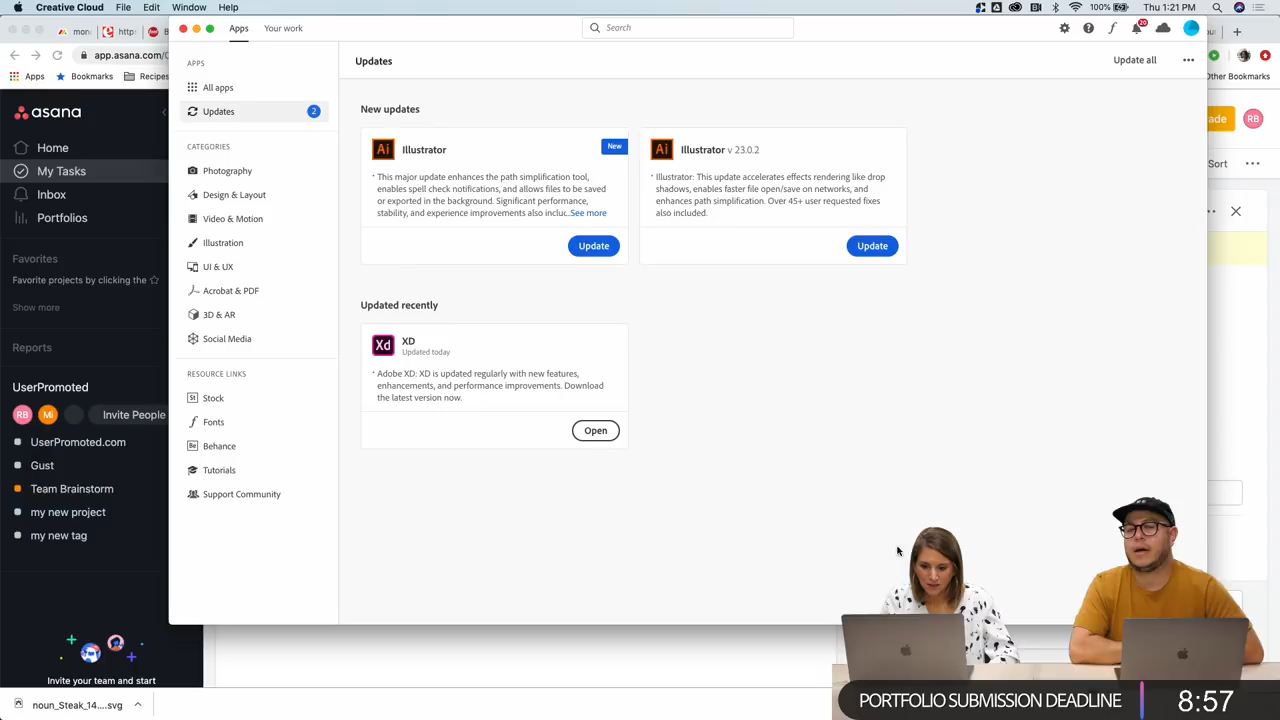 Creative Cloud File Edit Window Help
100%
Thu 1:21 PM
http:
app.asana.com/
Apps
Bookmarks
Recipes
Other Bookmarks
Apps
Your work
Search
20
asana
Home
My Tasks
Inbox
Portfolios
Favorites
Favorite projects by clicking the
Show more
Reports
UserPromoted
RB
Mi
Invite People
UserPromoted.com
Gust
Team Brainstorm
my new project
my new tag
Invite your team and start
noun_Steak_14....svg
APPS
All apps
Updates
2
CATEGORIES
Photography
Design & Layout
Video & Motion
Illustration
UI & UX
Acrobat & PDF
3D & AR
Social Media
RESOURCE LINKS
St Stock
Fonts
Be Behance
Tutorials
Support Community
Updates
Update all
New updates
Ai Illustrator
New
• This major update enhances the path simplification tool,
enables spell check notifications, and allows files to be saved
or exported in the background. Significant performance,
stability, and experience improvements also incluc...See more
Update
Ai Illustrator v 23.0.2
• Illustrator: This update accelerates effects rendering like drop
shadows, enables faster file open/save on networks, and
enhances path simplification. Over 45+ user requested fixes
also included.
Update
Updated recently
Xd XD
Updated today
• Adobe XD: XD is updated regularly with new features,
enhancements, and performance improvements. Download
the latest version now.
Open
ade
RB
Sort
PORTFOLIO SUBMISSION DEADLINE
8:57